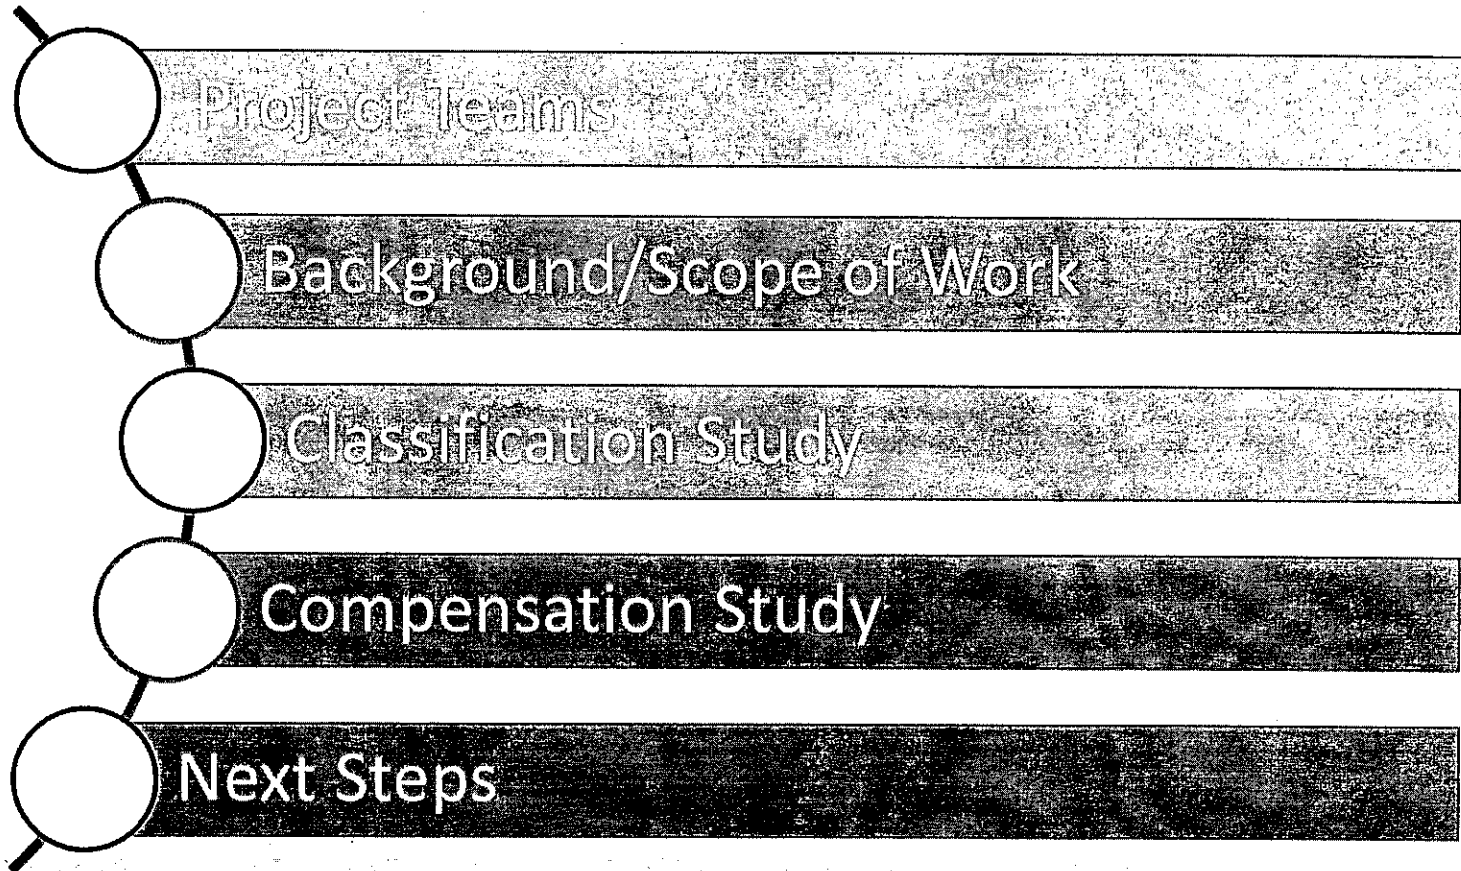 Project Teams
Background/Scope of Work
Classification Study
Compensation Study
Next Steps